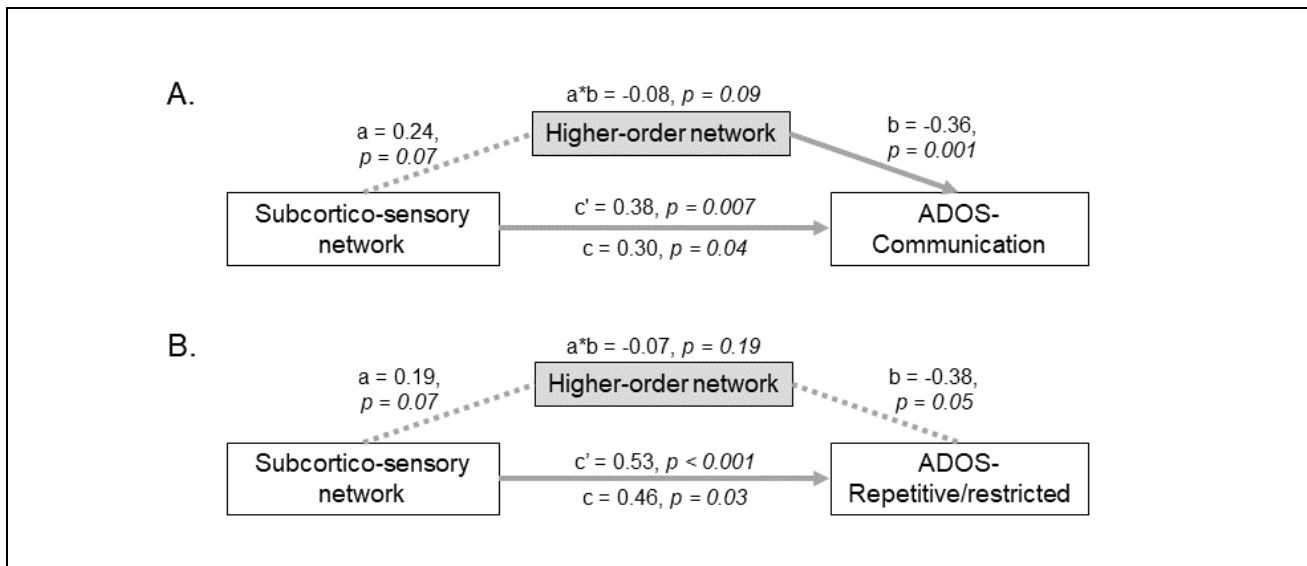 A.
a*b = -0.08, p = 0.09
a = 0.24,
p = 0.07
Higher-order network
b = -0.36,
p = 0.001
Subcortico-sensory
network
c' = 0.38, p = 0.007
c = 0.30, p = 0.04
ADOS-
Communication
B.
a*b = -0.07, p = 0.19
a = 0.19,
p = 0.07
Higher-order network
b = -0.38,
p = 0.05
Subcortico-sensory
network
c’ = 0.53, p < 0.001
c = 0.46, p = 0.03
ADOS-
Repetitive/restricted